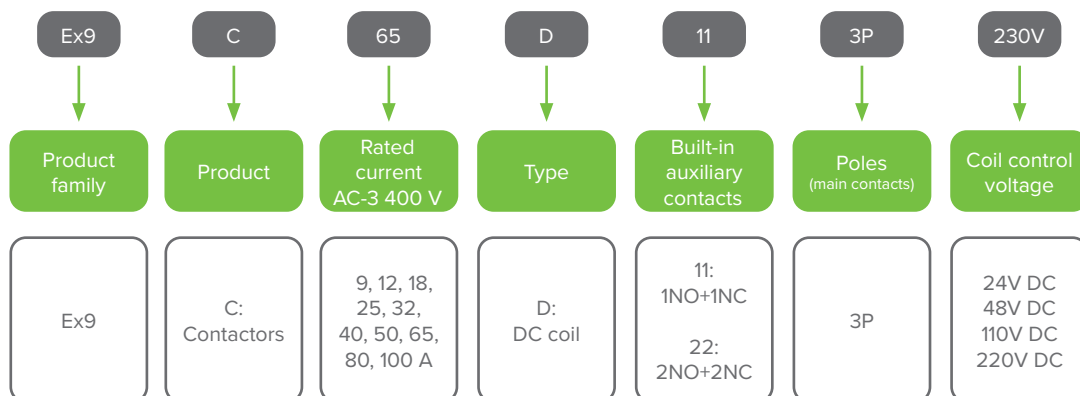 Ex9
C
65
D
11
3P
230V
Product
family
Product
Rated
current
AC-3 400 V
Type
Built-in
auxiliary
contacts
Poles
(main contacts)
Coil control
voltage
Ex9
C:
Contactors
9, 12, 18,
25, 32,
40, 50, 65,
80, 100 A
D:
DC coil
11:
1NO+1NC
22:
2NO+2NC
3P
24V DC
48V DC
110V DC
220V DC